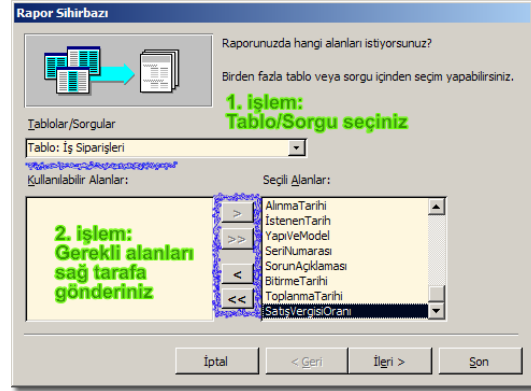 Rapor Sihirbazı
Raporunuzda hangi alanları istiyorsunuz?
Birden fazla tablo veya sorgu içinden seçim yapabilirsiniz.
1. işlem:
Tablo/Sorgu seçiniz
Tablolar/Sorgular
Tablo: İş Siparişleri
Kullanılabilir Alanlar:
Seçili Alanlar:
2. işlem:
Gerekli alanları
sağ tarafa
gönderiniz
>
>>
<
<<
AlınmaTarihi
İstenenTarih
YapıVeModel
SeriNumarası
SorunAçıklaması
BitirmeTarihi
ToplanmaTarihi
SatışVergisiOranı
İptal
< Geri
İleri >
Son